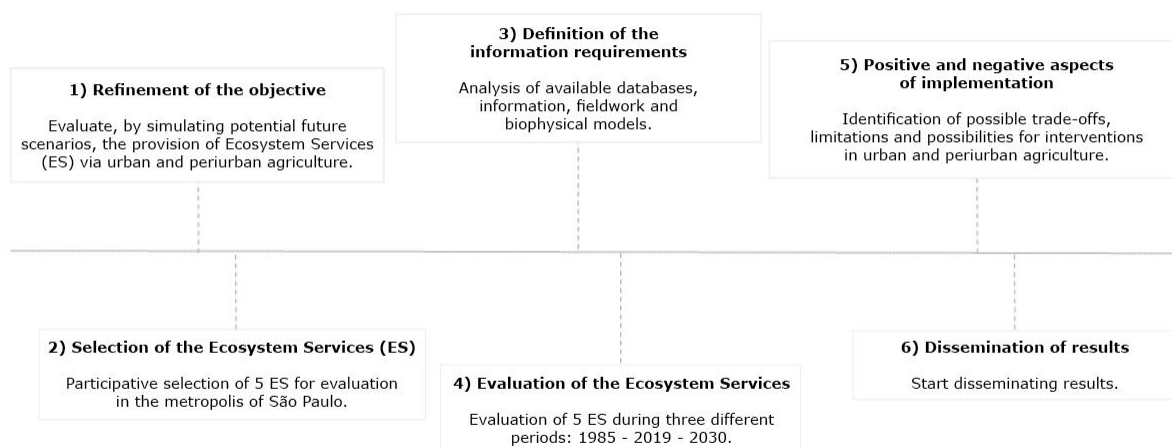 1) Refinement of the objective
Evaluate, by simulating potential future
scenarios, the provision of Ecosystem Services
(ES) via urban and periurban agriculture.
2) Selection of the Ecosystem Services (ES)
Participative selection of 5 ES for evaluation
in the metropolis of São Paulo.
3) Definition of the
information requirements
Analysis of available databases,
information, fieldwork and
biophysical models.
4) Evaluation of the Ecosystem Services
Evaluation of 5 ES during three different
periods: 1985 - 2019 - 2030.
5) Positive and negative aspects
of implementation
Identification of possible trade-offs,
limitations and possibilities for interventions
in urban and periurban agriculture.
6) Dissemination of results
Start disseminating results.